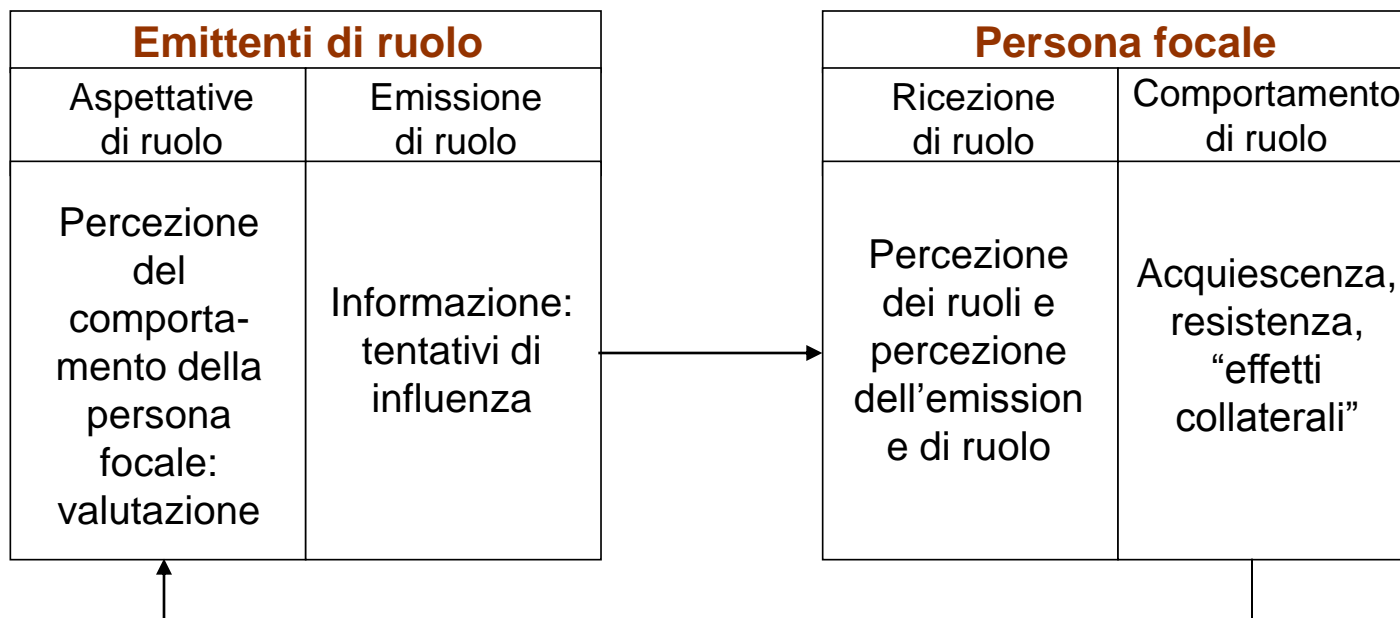 Emittenti di ruolo
Aspettative
di ruolo
Emissione
di ruolo
Percezione
del
comporta-
mento della
persona
focale:
valutazione
Informazione:
tentativi di
influenza
Persona focale
Ricezione
di ruolo
Comportamento
di ruolo
Percezione
dei ruoli e
percezione
dell’emission
e di ruolo
Acquiescenza,
resistenza,
“effetti
collaterali”